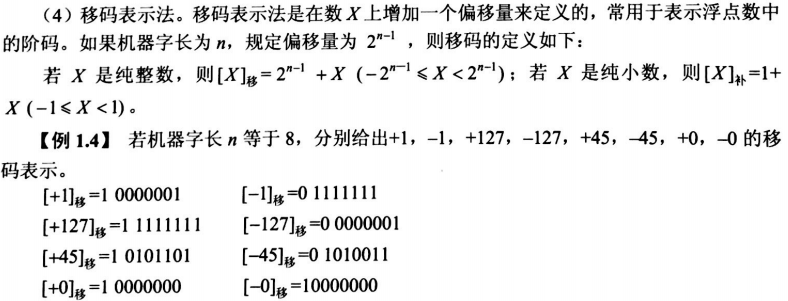 （4）移码表示法。移码表示法是在数 X 上增加一个偏移量来定义的，常用于表示浮点数中
的阶码。如果机器字长为 n，规定偏移量为 2ⁿ⁻¹ ，则移码的定义如下：
若 X 是纯整数，则[X]移= 2ⁿ⁻¹ + X（−2ⁿ⁻¹ ≤ X < 2ⁿ⁻¹）；若 X 是纯小数，则[X]补=1+
X（−1≤ X <1）。
【例 1.4】 若机器字长 n 等于 8，分别给出+1，−1，+127，−127，+45，−45，+0，−0 的移
码表示。
[+1]移=1 0000001 [−1]移=0 1111111
[+127]移=1 1111111 [−127]移=0 0000001
[+45]移=1 0101101 [−45]移=0 1010011
[+0]移=1 0000000 [−0]移=10000000